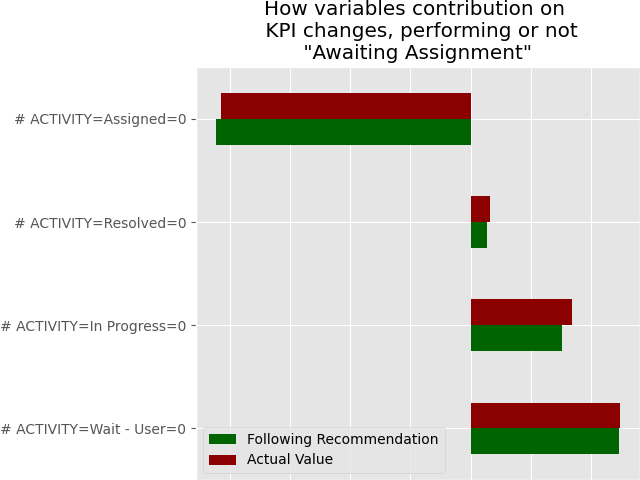 How variables contribution on
KPI changes, performing or not
"Awaiting Assignment"
# ACTIVITY=Assigned=0
# ACTIVITY=Resolved=0
# ACTIVITY=In Progress=0
# ACTIVITY=Wait - User=0
Following Recommendation
Actual Value